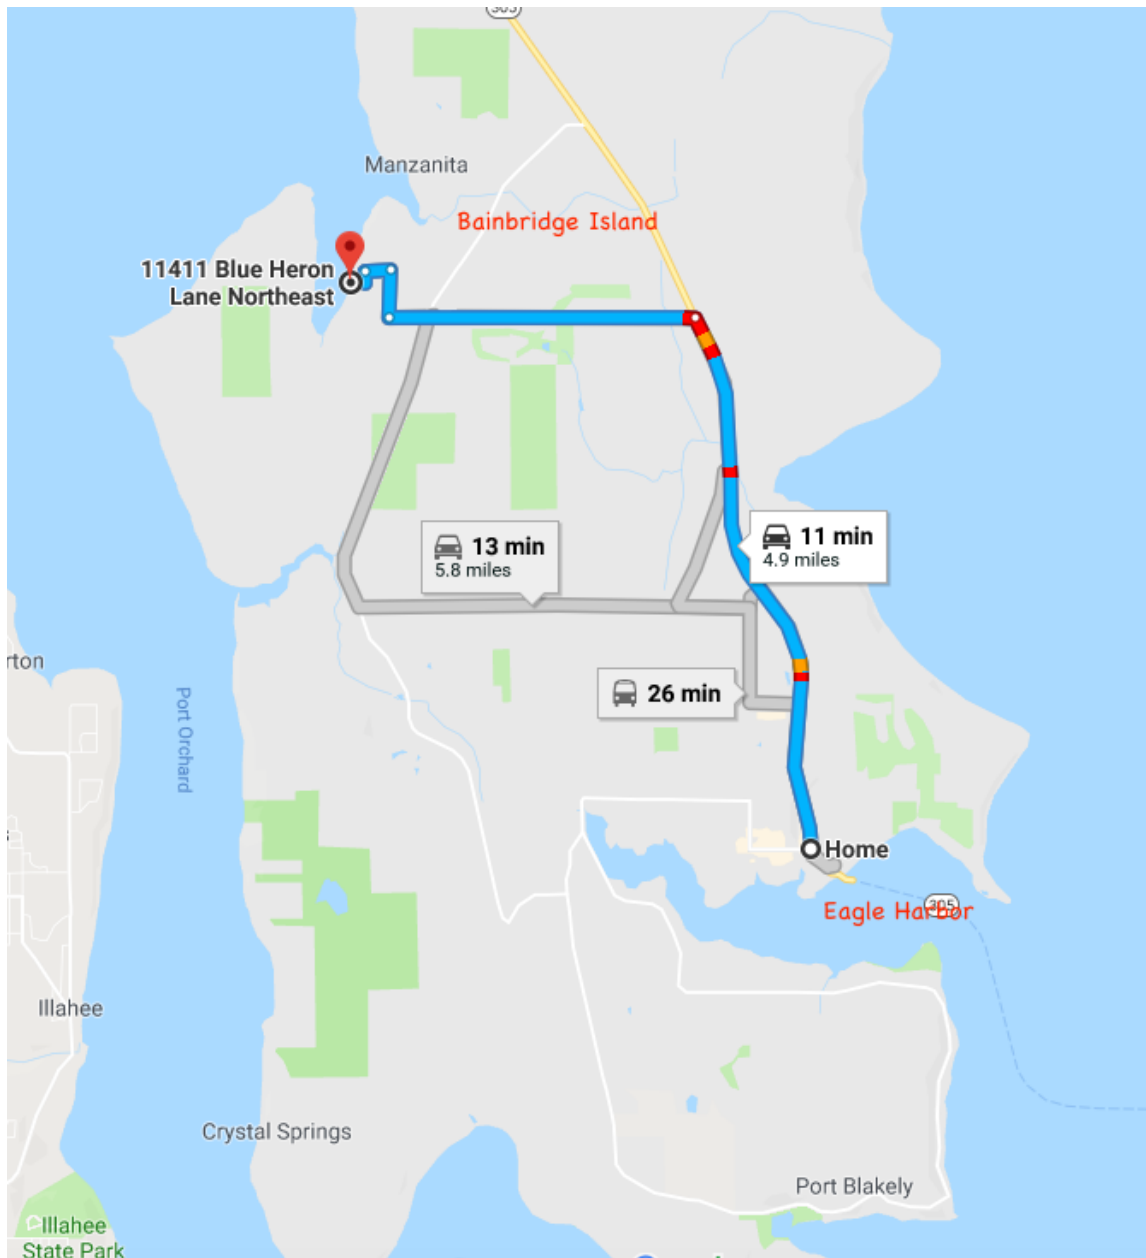 305
Manzanita
Bainbridge Island
11411 Blue Heron
Lane Northeast
13 min
5.8 miles
11 min
4.9 miles
rton
26 min
Port Orchard
Home
305
Eagle Harbor
Illahee
Crystal Springs
Port Blakely
Illahee
State Park